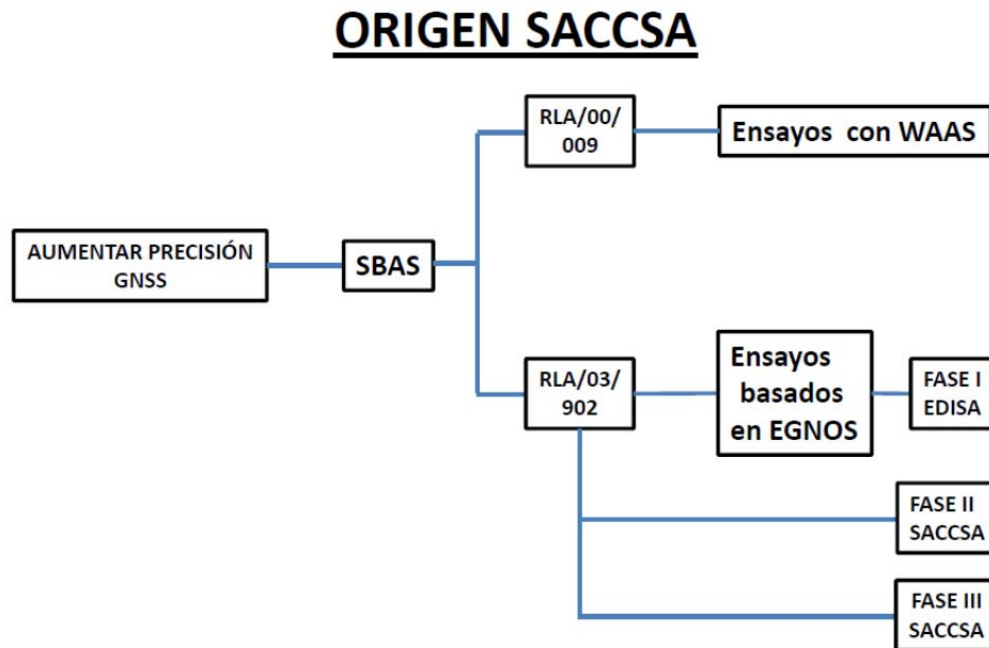 ORIGEN SACCSA
RLA/00/
009
Ensayos con WAAS
AUMENTAR PRECISIÓN
GNSS
SBAS
RLA/03/
902
Ensayos
basados
en EGNOS
FASE I
EDISA
FASE II
SACCSA
FASE III
SACCSA